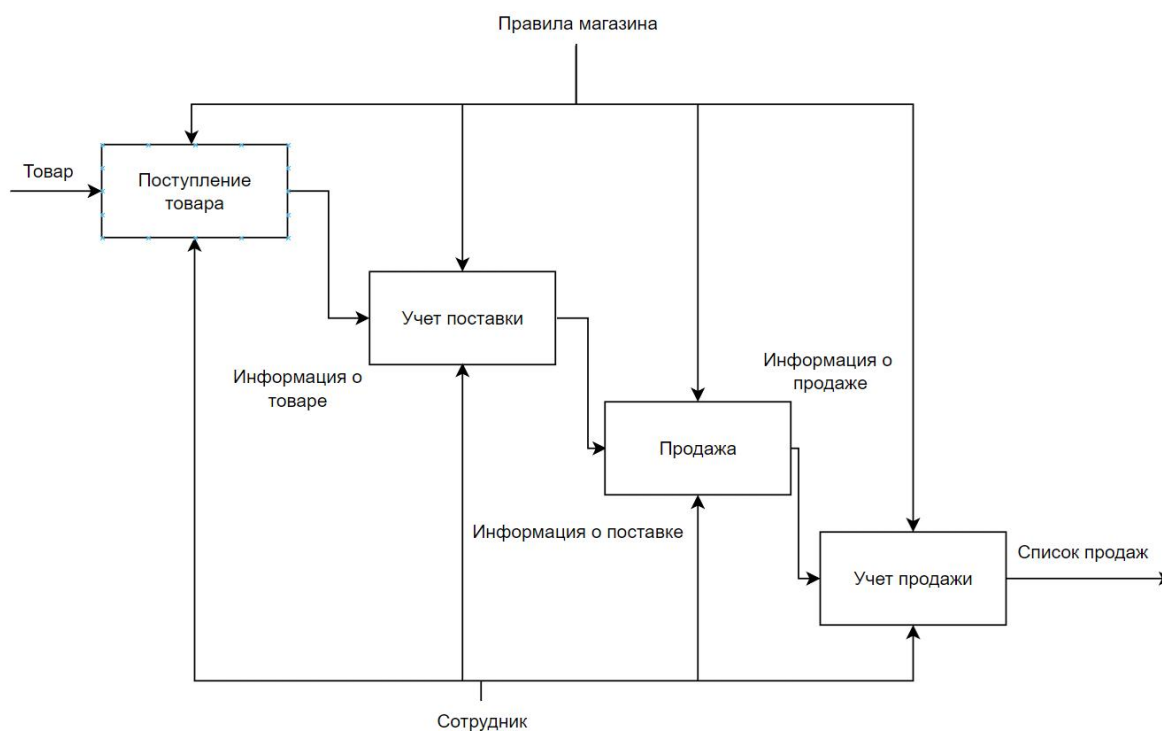 Правила магазина
Товар
Поступление
товара
Учет поставки
Информация о
товаре
Информация о
продаже
Продажа
Информация о поставке
Учет продажи
Список продаж
Сотрудник